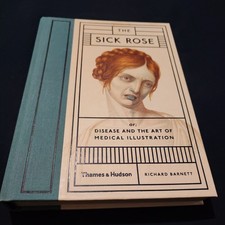 THE
SICK ROSE
OR;
DISEASE AND THE ART OF
MEDICAL ILLUSTRATION
Thames & Hudson RICHARD BARNETT